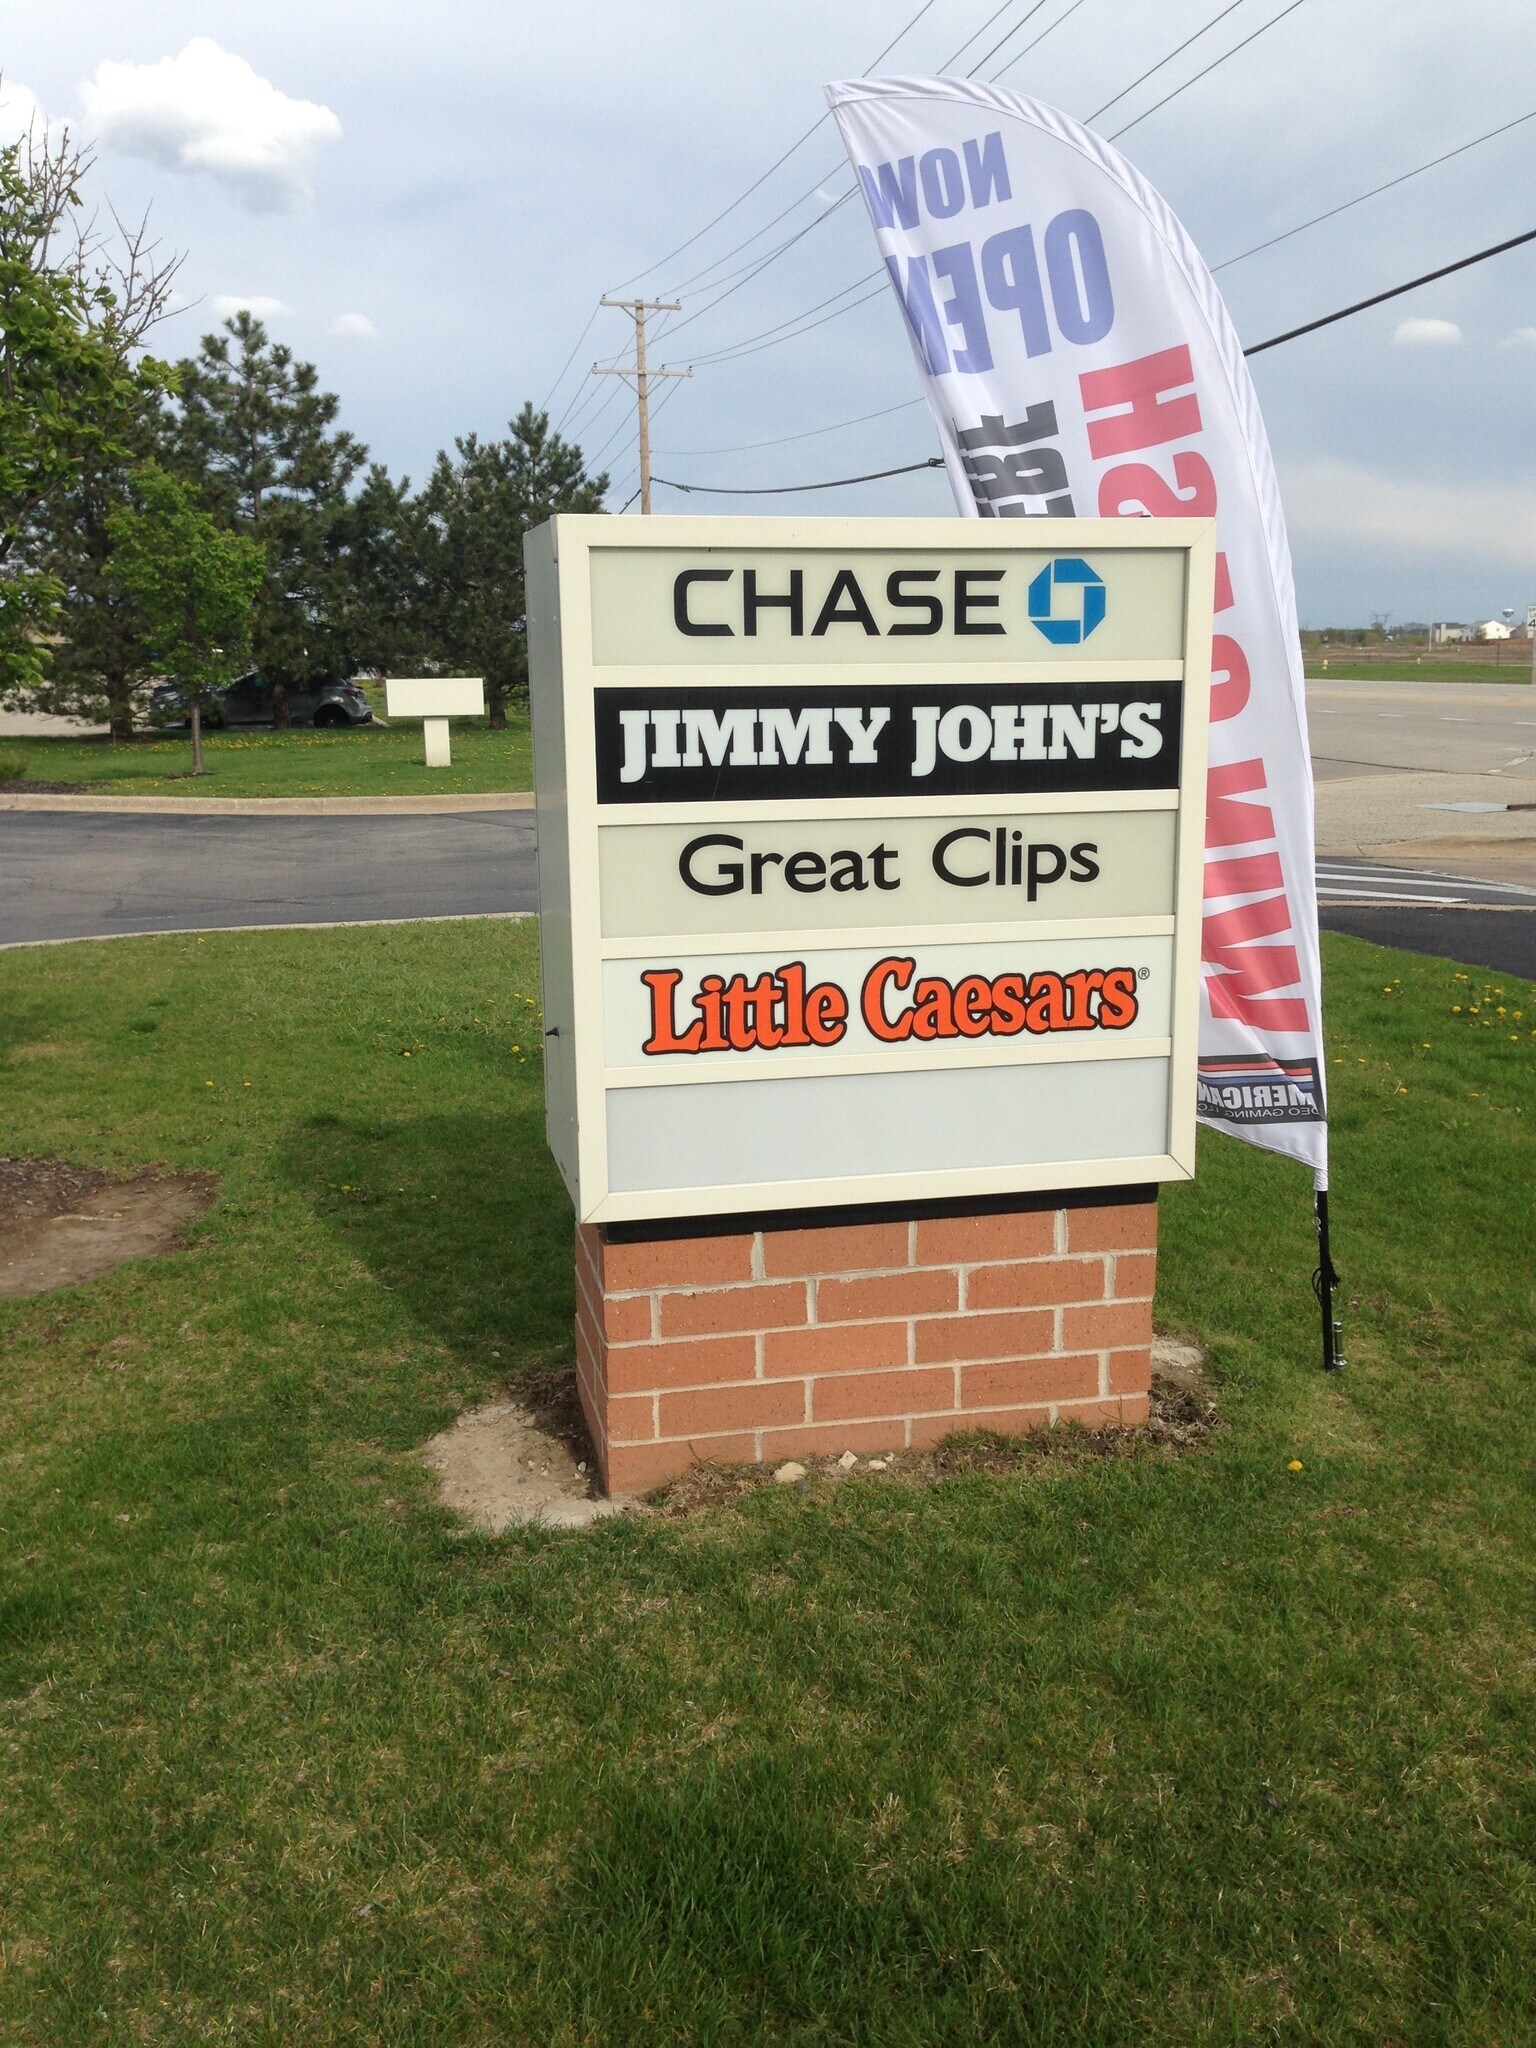 NOW
OPEN
CHASE
JIMMY JOHN'S
Great Clips
Little Caesars®